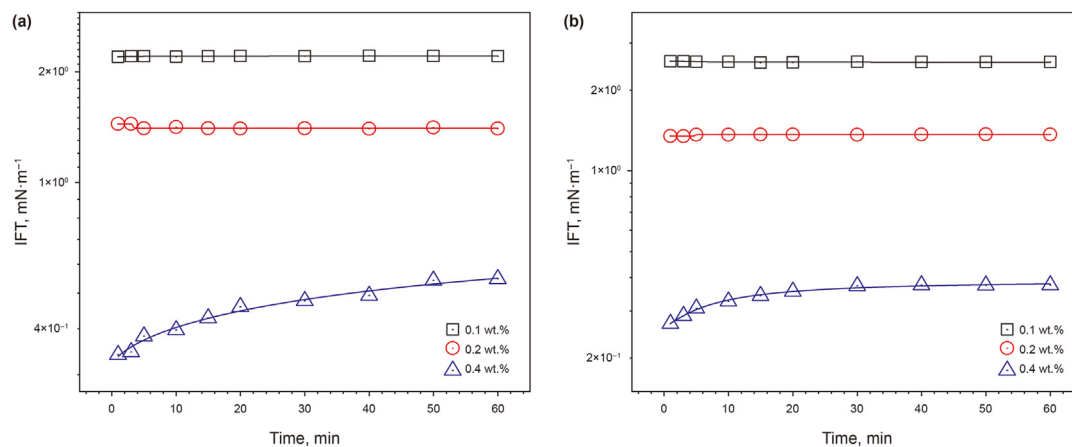 (a)
IFT, mN·m⁻¹
2×10⁰
1×10⁰
4×10⁻¹
0.1 wt.%
0.2 wt.%
0.4 wt.%
0 10 20 30 40 50 60
Time, min
(b)
IFT, mN·m⁻¹
2×10⁰
1×10⁰
2×10⁻¹
0.1 wt.%
0.2 wt.%
0.4 wt.%
0 10 20 30 40 50 60
Time, min